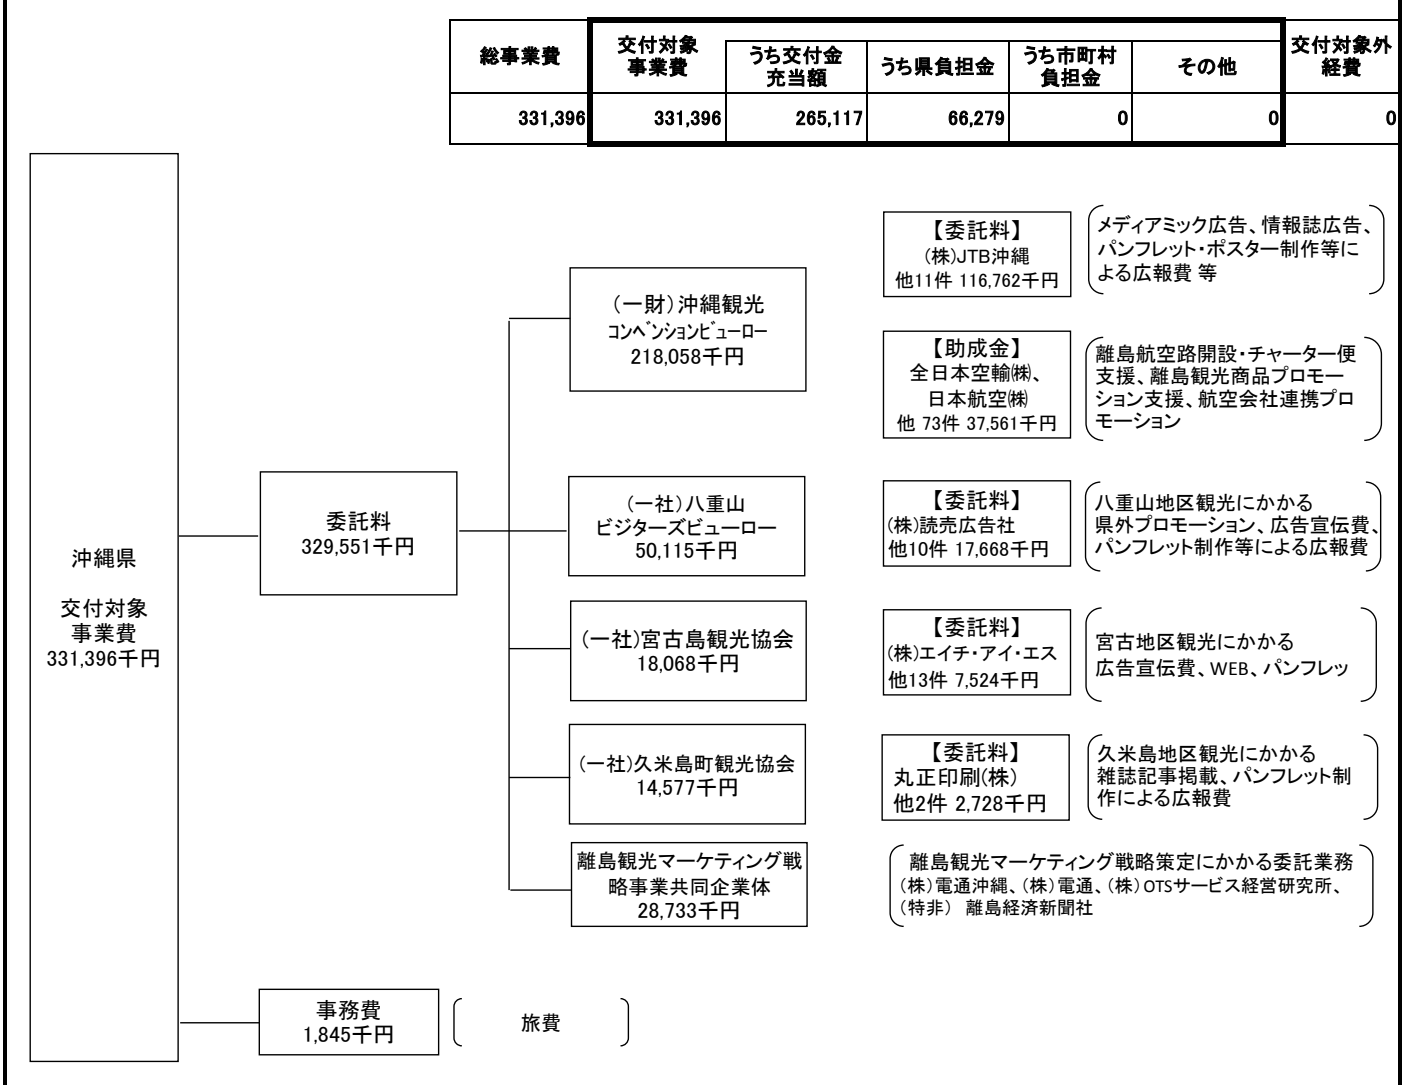 総事業費
交付対象
事業費
うち交付金
充当額
うち県負担金
うち市町村
負担金
その他
交付対象外
経費
331,396 331,396 265,117 66,279 0 0 0
沖縄県
交付対象
事業費
331,396千円
委託料
329,551千円
(一財)沖縄観光
コンベンションビューロー
218,058千円
【委託料】
(株)JTB沖縄
他11件 116,762千円
メディアミック広告、情報誌広告、
パンフレット・ポスター制作等に
よる広報費 等
【助成金】
全日本空輸㈱、
日本航空㈱
他 73件 37,561千円
離島航空路開設・チャーター便
支援、離島観光商品プロモー
ション支援、航空会社連携プロ
モーション
(一社)八重山
ビジターズビューロー
50,115千円
【委託料】
(株)読売広告社
他10件 17,668千円
八重山地区観光にかかる
県外プロモーション、広告宣伝費、
パンフレット制作等による広報費
(一社)宮古島観光協会
18,068千円
【委託料】
(株)エイチ・アイ・エス
他13件 7,524千円
宮古地区観光にかかる
広告宣伝費、WEB、パンフレッ
(一社)久米島町観光協会
14,577千円
【委託料】
丸正印刷(株)
他2件 2,728千円
久米島地区観光にかかる
雑誌記事掲載、パンフレット制
作による広報費
離島観光マーケティング戦
略事業共同企業体
28,733千円
離島観光マーケティング戦略策定にかかる委託業務
(株)電通沖縄、(株)電通、(株)OTSサービス経営研究所、
(特非) 離島経済新聞社
事務費
1,845千円
旅費